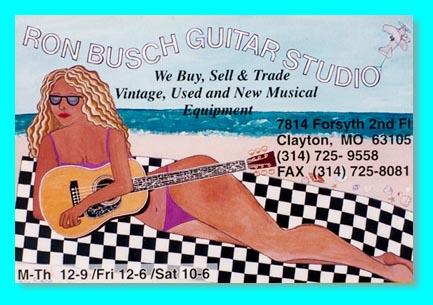 RON BUSCH GUITAR STUDIO
We Buy, Sell & Trade
Vintage, Used and New Musical
Equipment
7814 Forsyth 2nd Fl
Clayton, MO 63105
(314) 725- 9558
FAX (314) 725-8081
M-Th 12-9 /Fri 12-6 /Sat 10-6